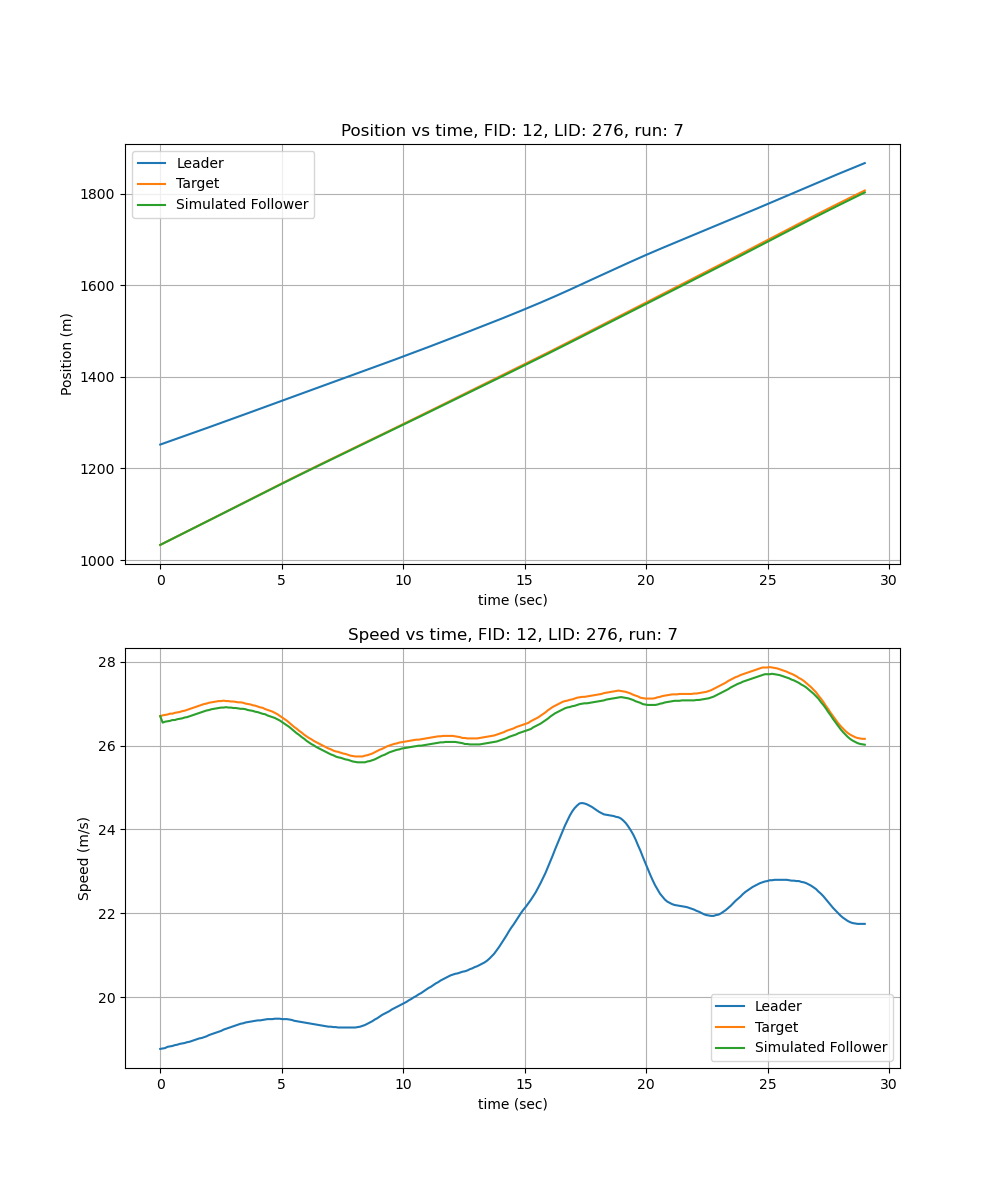 Position vs time, FID: 12, LID: 276, run: 7
Leader
Target
Simulated Follower
1800
1600
1400
1200
1000
Position (m)
0 5 10 15 20 25 30
time (sec)
Speed vs time, FID: 12, LID: 276, run: 7
28
26
24
22
20
Speed (m/s)
Leader
Target
Simulated Follower
0 5 10 15 20 25 30
time (sec)